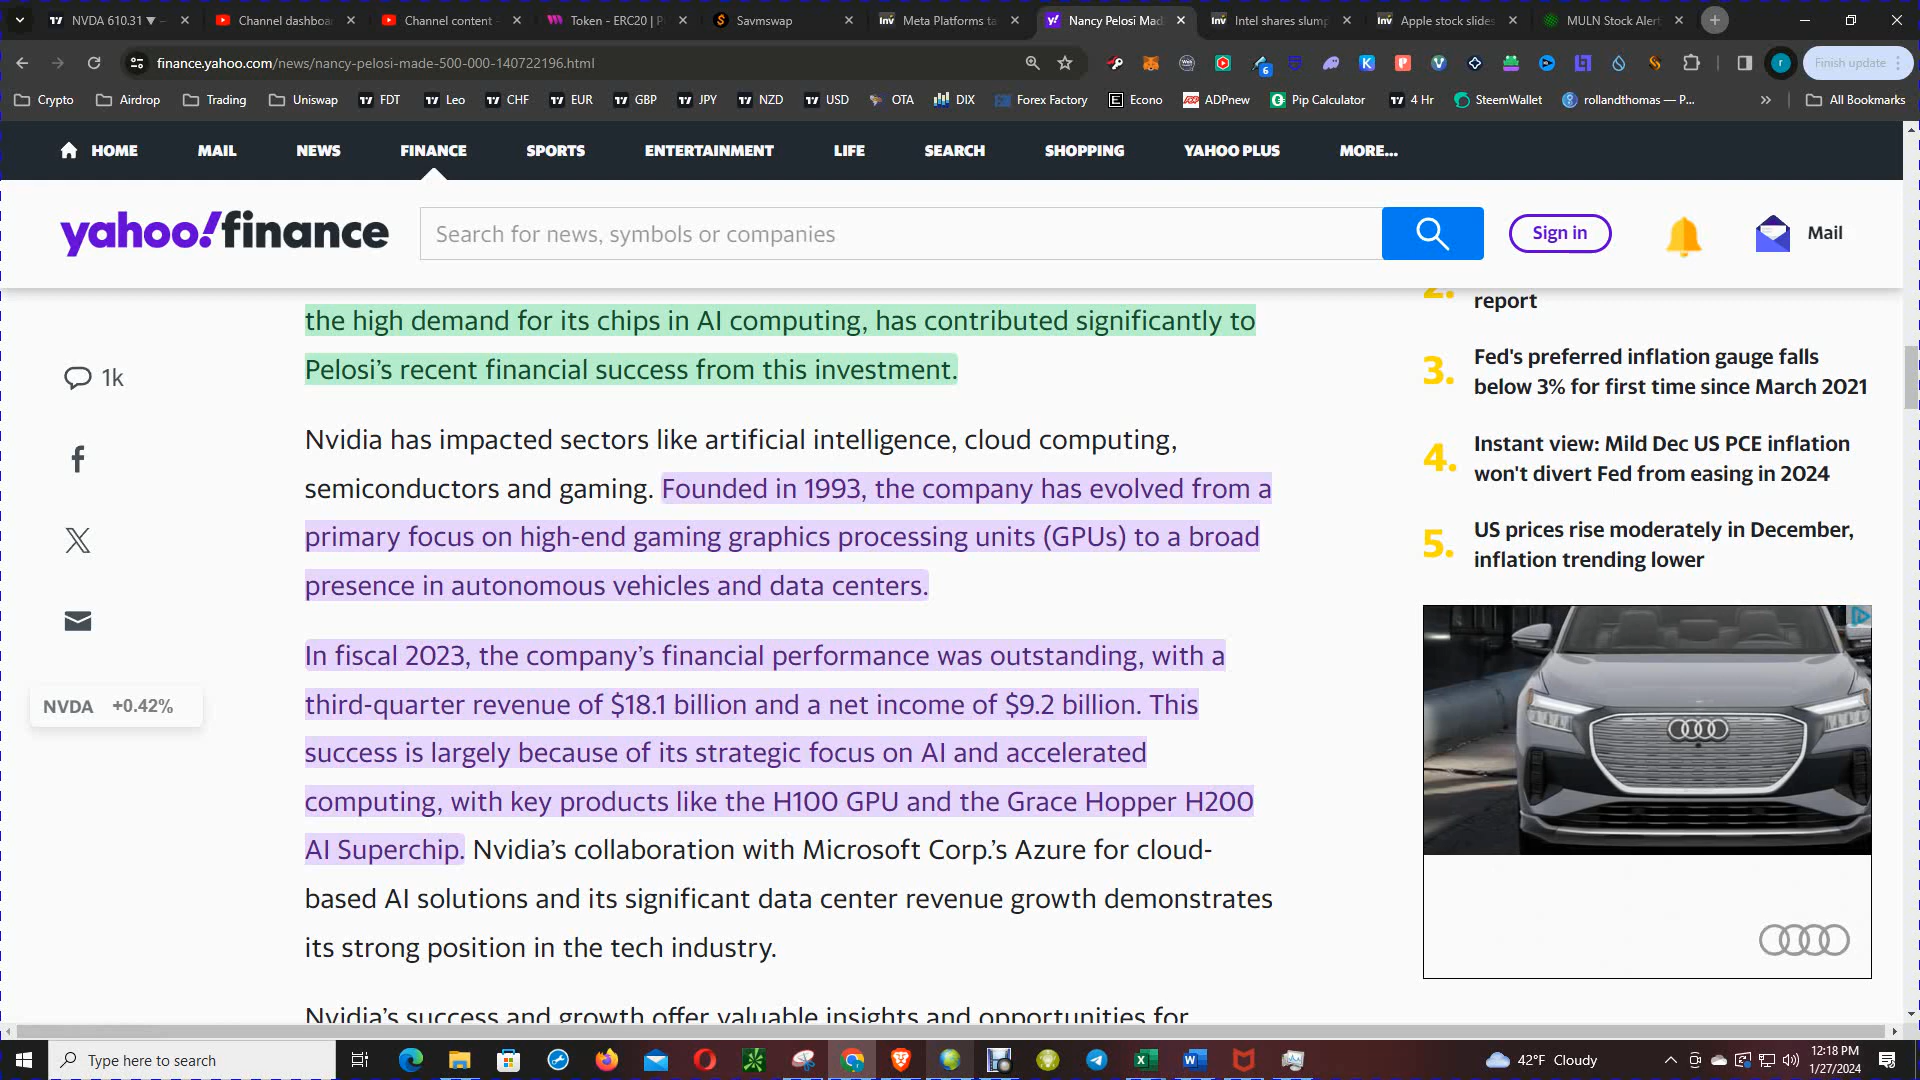 NVDA 610.31 ▼ −
Channel dashboa
Channel content -
Token - ERC20 | P
Savmswap
Meta Platforms ta
Nancy Pelosi Mad
Intel shares slump
Apple stock slides
MULN Stock Alert
finance.yahoo.com/news/nancy-pelosi-made-500-000-140722196.html
6
Finish update
Crypto
Airdrop
Trading
Uniswap
FDT
Leo
CHF
EUR
GBP
JPY
NZD
USD
OTA
DIX
Forex Factory
Econo
ADPnew
Pip Calculator
4 Hr
SteemWallet
rollandthomas — P...
All Bookmarks
HOME
MAIL
NEWS
FINANCE
SPORTS
ENTERTAINMENT
LIFE
SEARCH
SHOPPING
YAHOO PLUS
MORE...
yahoo!finance
Search for news, symbols or companies
Sign in
Mail
the high demand for its chips in AI computing, has contributed significantly to
Pelosi's recent financial success from this investment.
1k
Nvidia has impacted sectors like artificial intelligence, cloud computing,
semiconductors and gaming. Founded in 1993, the company has evolved from a
primary focus on high-end gaming graphics processing units (GPUs) to a broad
presence in autonomous vehicles and data centers.
In fiscal 2023, the company's financial performance was outstanding, with a
third-quarter revenue of $18.1 billion and a net income of $9.2 billion. This
success is largely because of its strategic focus on AI and accelerated
computing, with key products like the H100 GPU and the Grace Hopper H200
AI Superchip. Nvidia's collaboration with Microsoft Corp.'s Azure for cloud-
based AI solutions and its significant data center revenue growth demonstrates
its strong position in the tech industry.
Nvidia's success and growth offer valuable insights and opportunities for
NVDA +0.42%
2.
report
3.
Fed's preferred inflation gauge falls
below 3% for first time since March 2021
4.
Instant view: Mild Dec US PCE inflation
won't divert Fed from easing in 2024
5.
US prices rise moderately in December,
inflation trending lower
Type here to search
42°F Cloudy
12:18 PM
1/27/2024